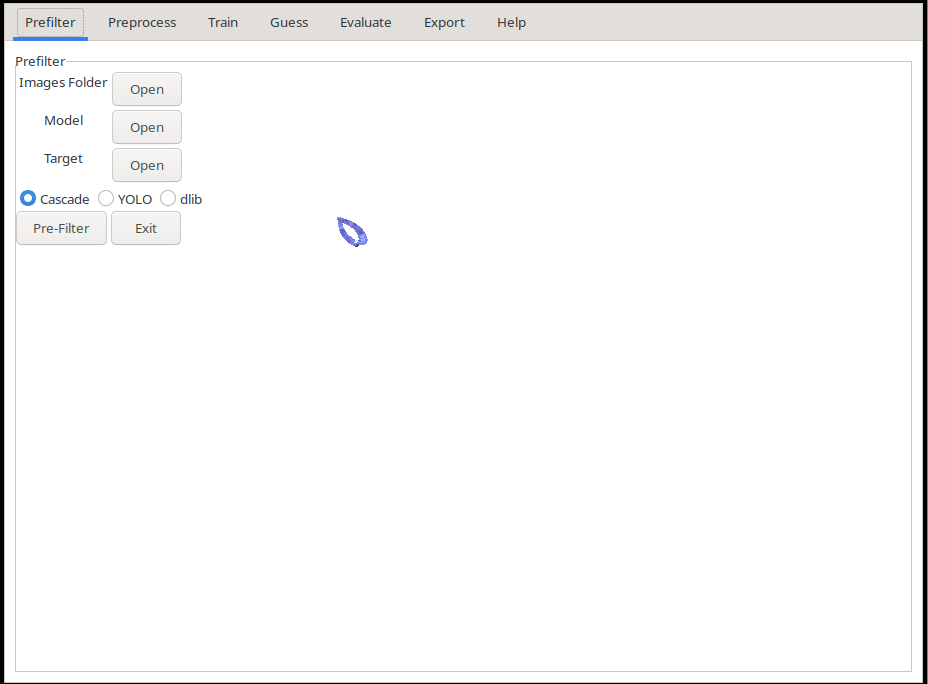 Prefilter Preprocess Train Guess Evaluate Export Help
Prefilter
Images Folder Open
Model Open
Target Open
Cascade YOLO dlib
Pre-Filter Exit